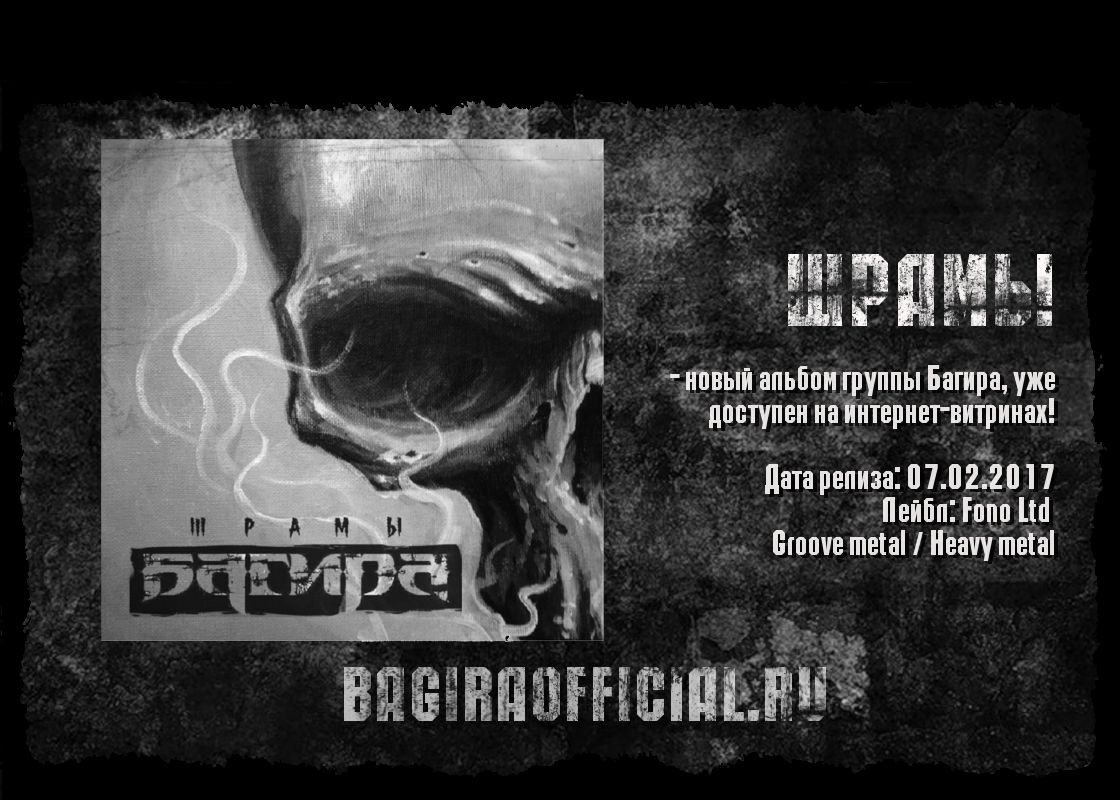 ШРАМЫ
- новый альбом группы Багира, уже
доступен на интернет-витринах!
Дата релиза: 07.02.2017
Лейбл: Fono Ltd
Groove metal / Heavy metal
ШРАМЫ
Багира
BAGIRAOFFICIAL.RU